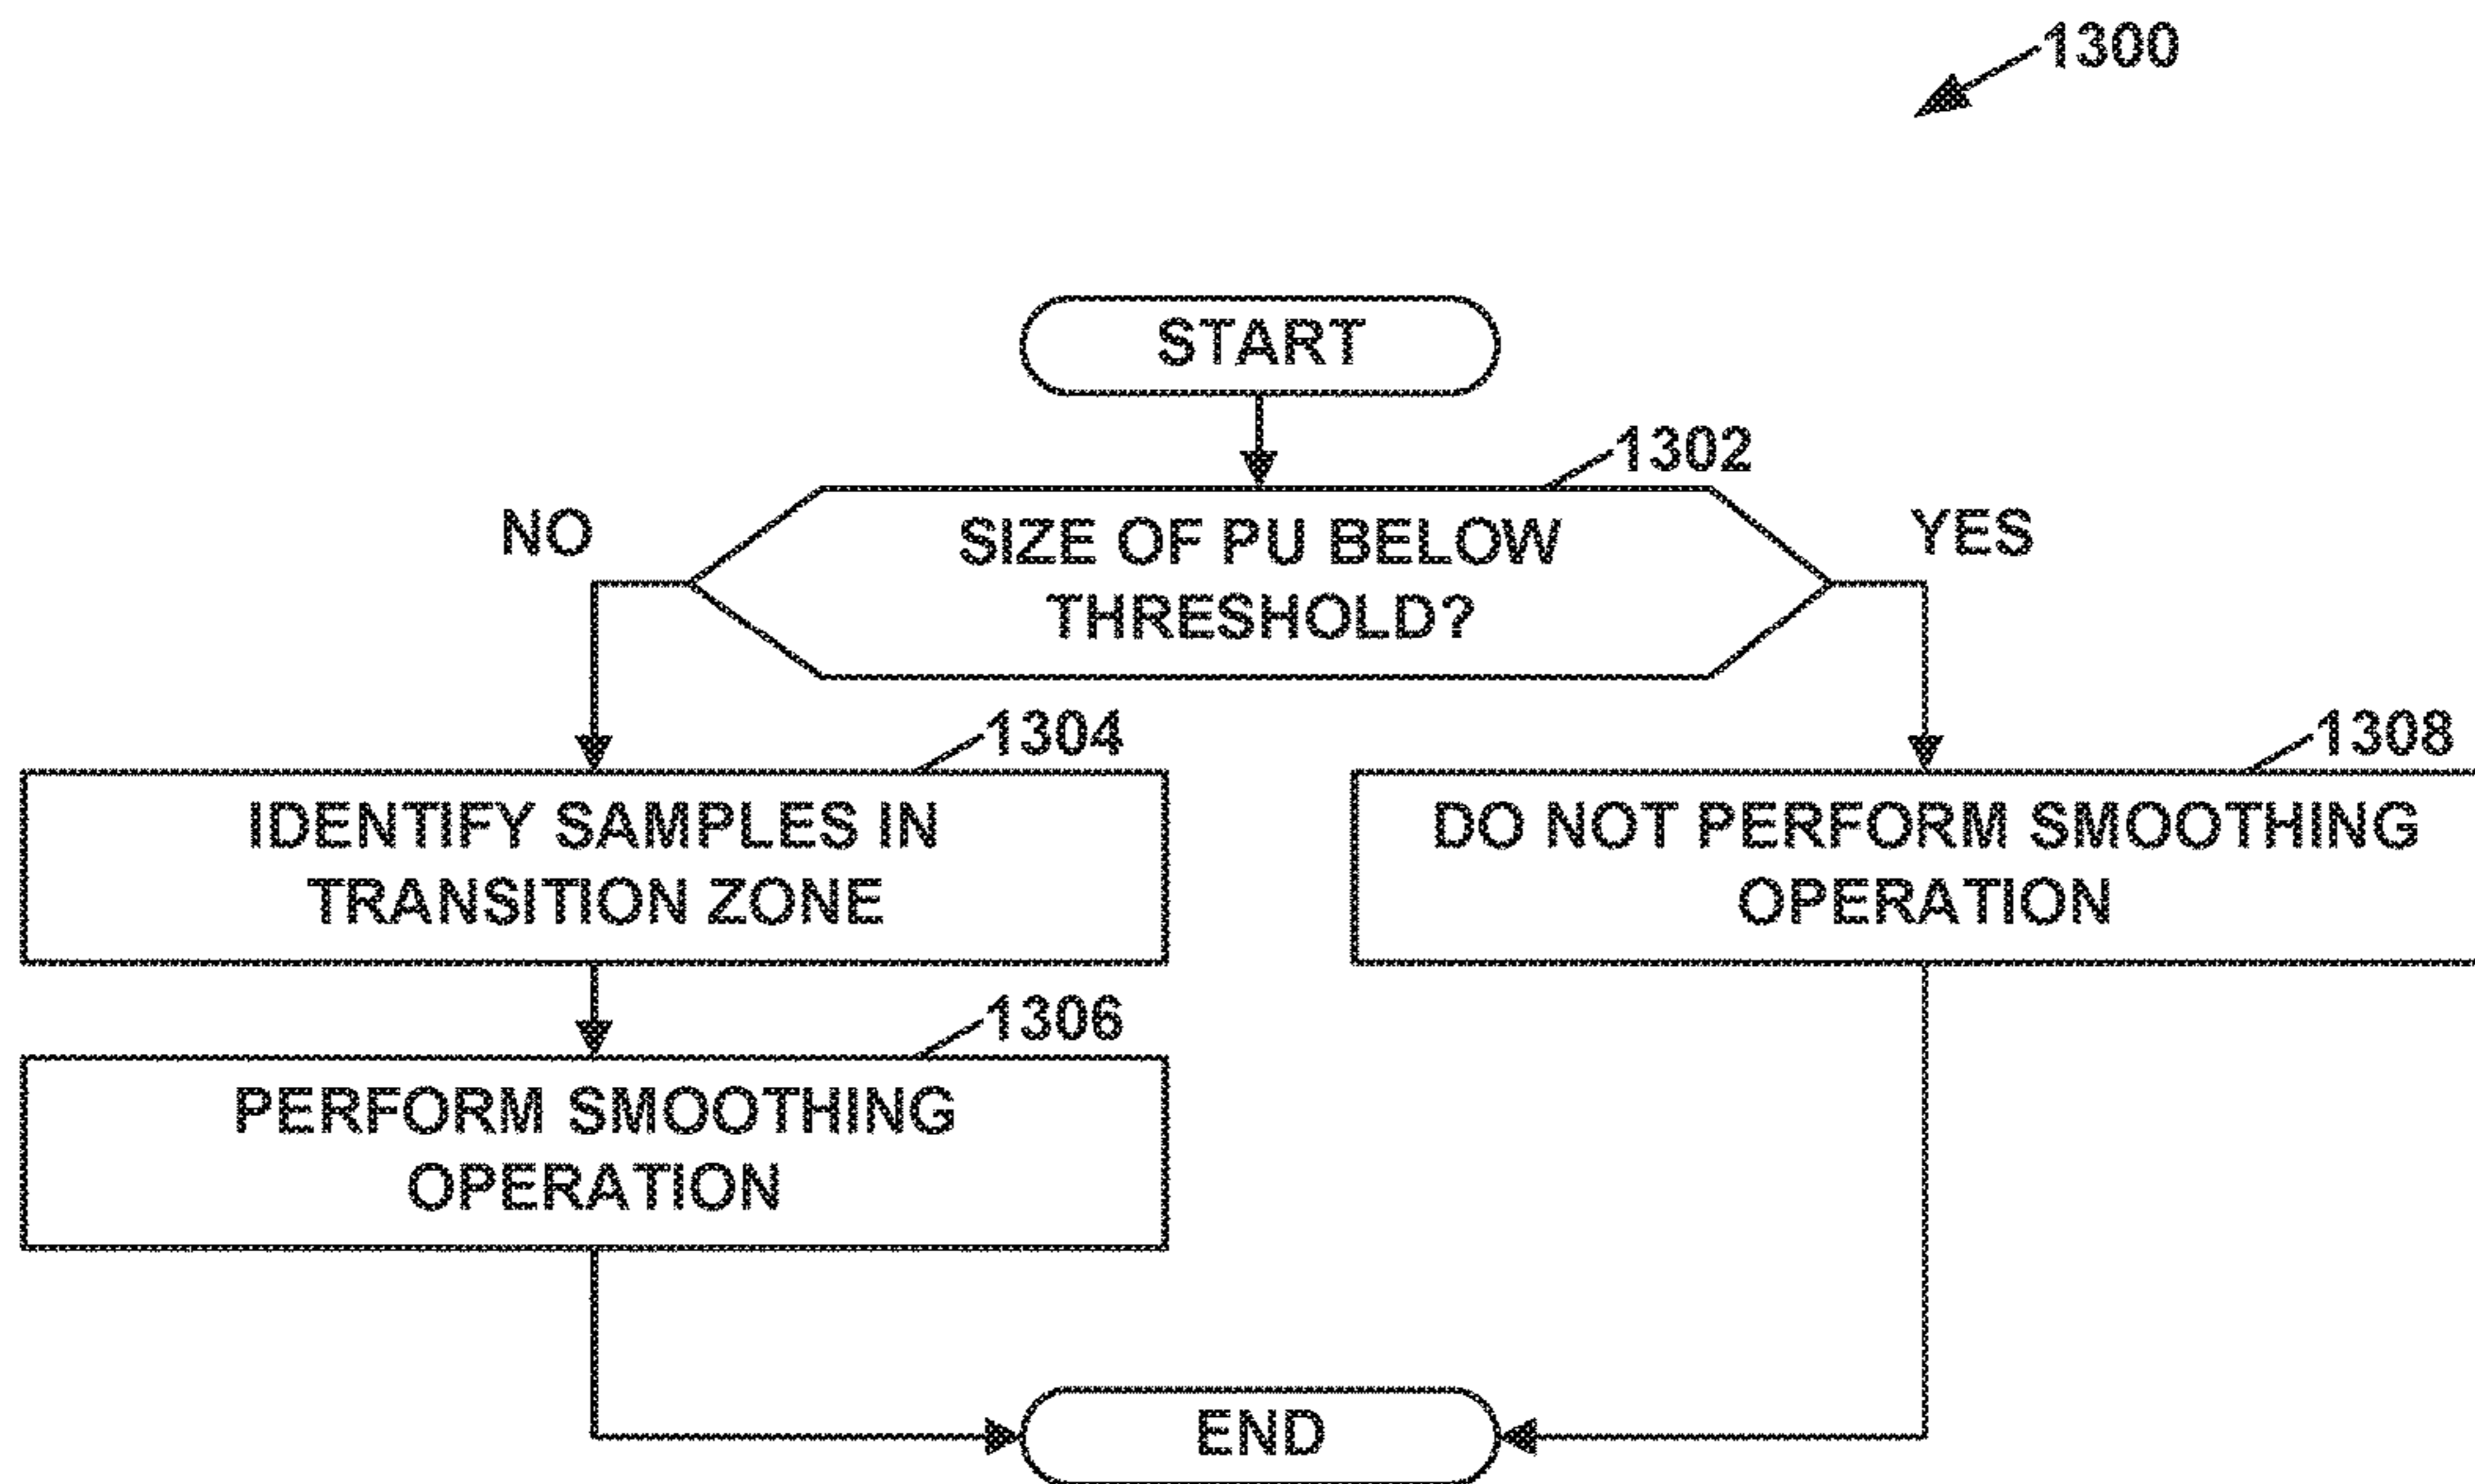 1300
START
1302
NO
SIZE OF PU BELOW
THRESHOLD?
YES
1304
IDENTIFY SAMPLES IN
TRANSITION ZONE
1308
DO NOT PERFORM SMOOTHING
OPERATION
1306
PERFORM SMOOTHING
OPERATION
END